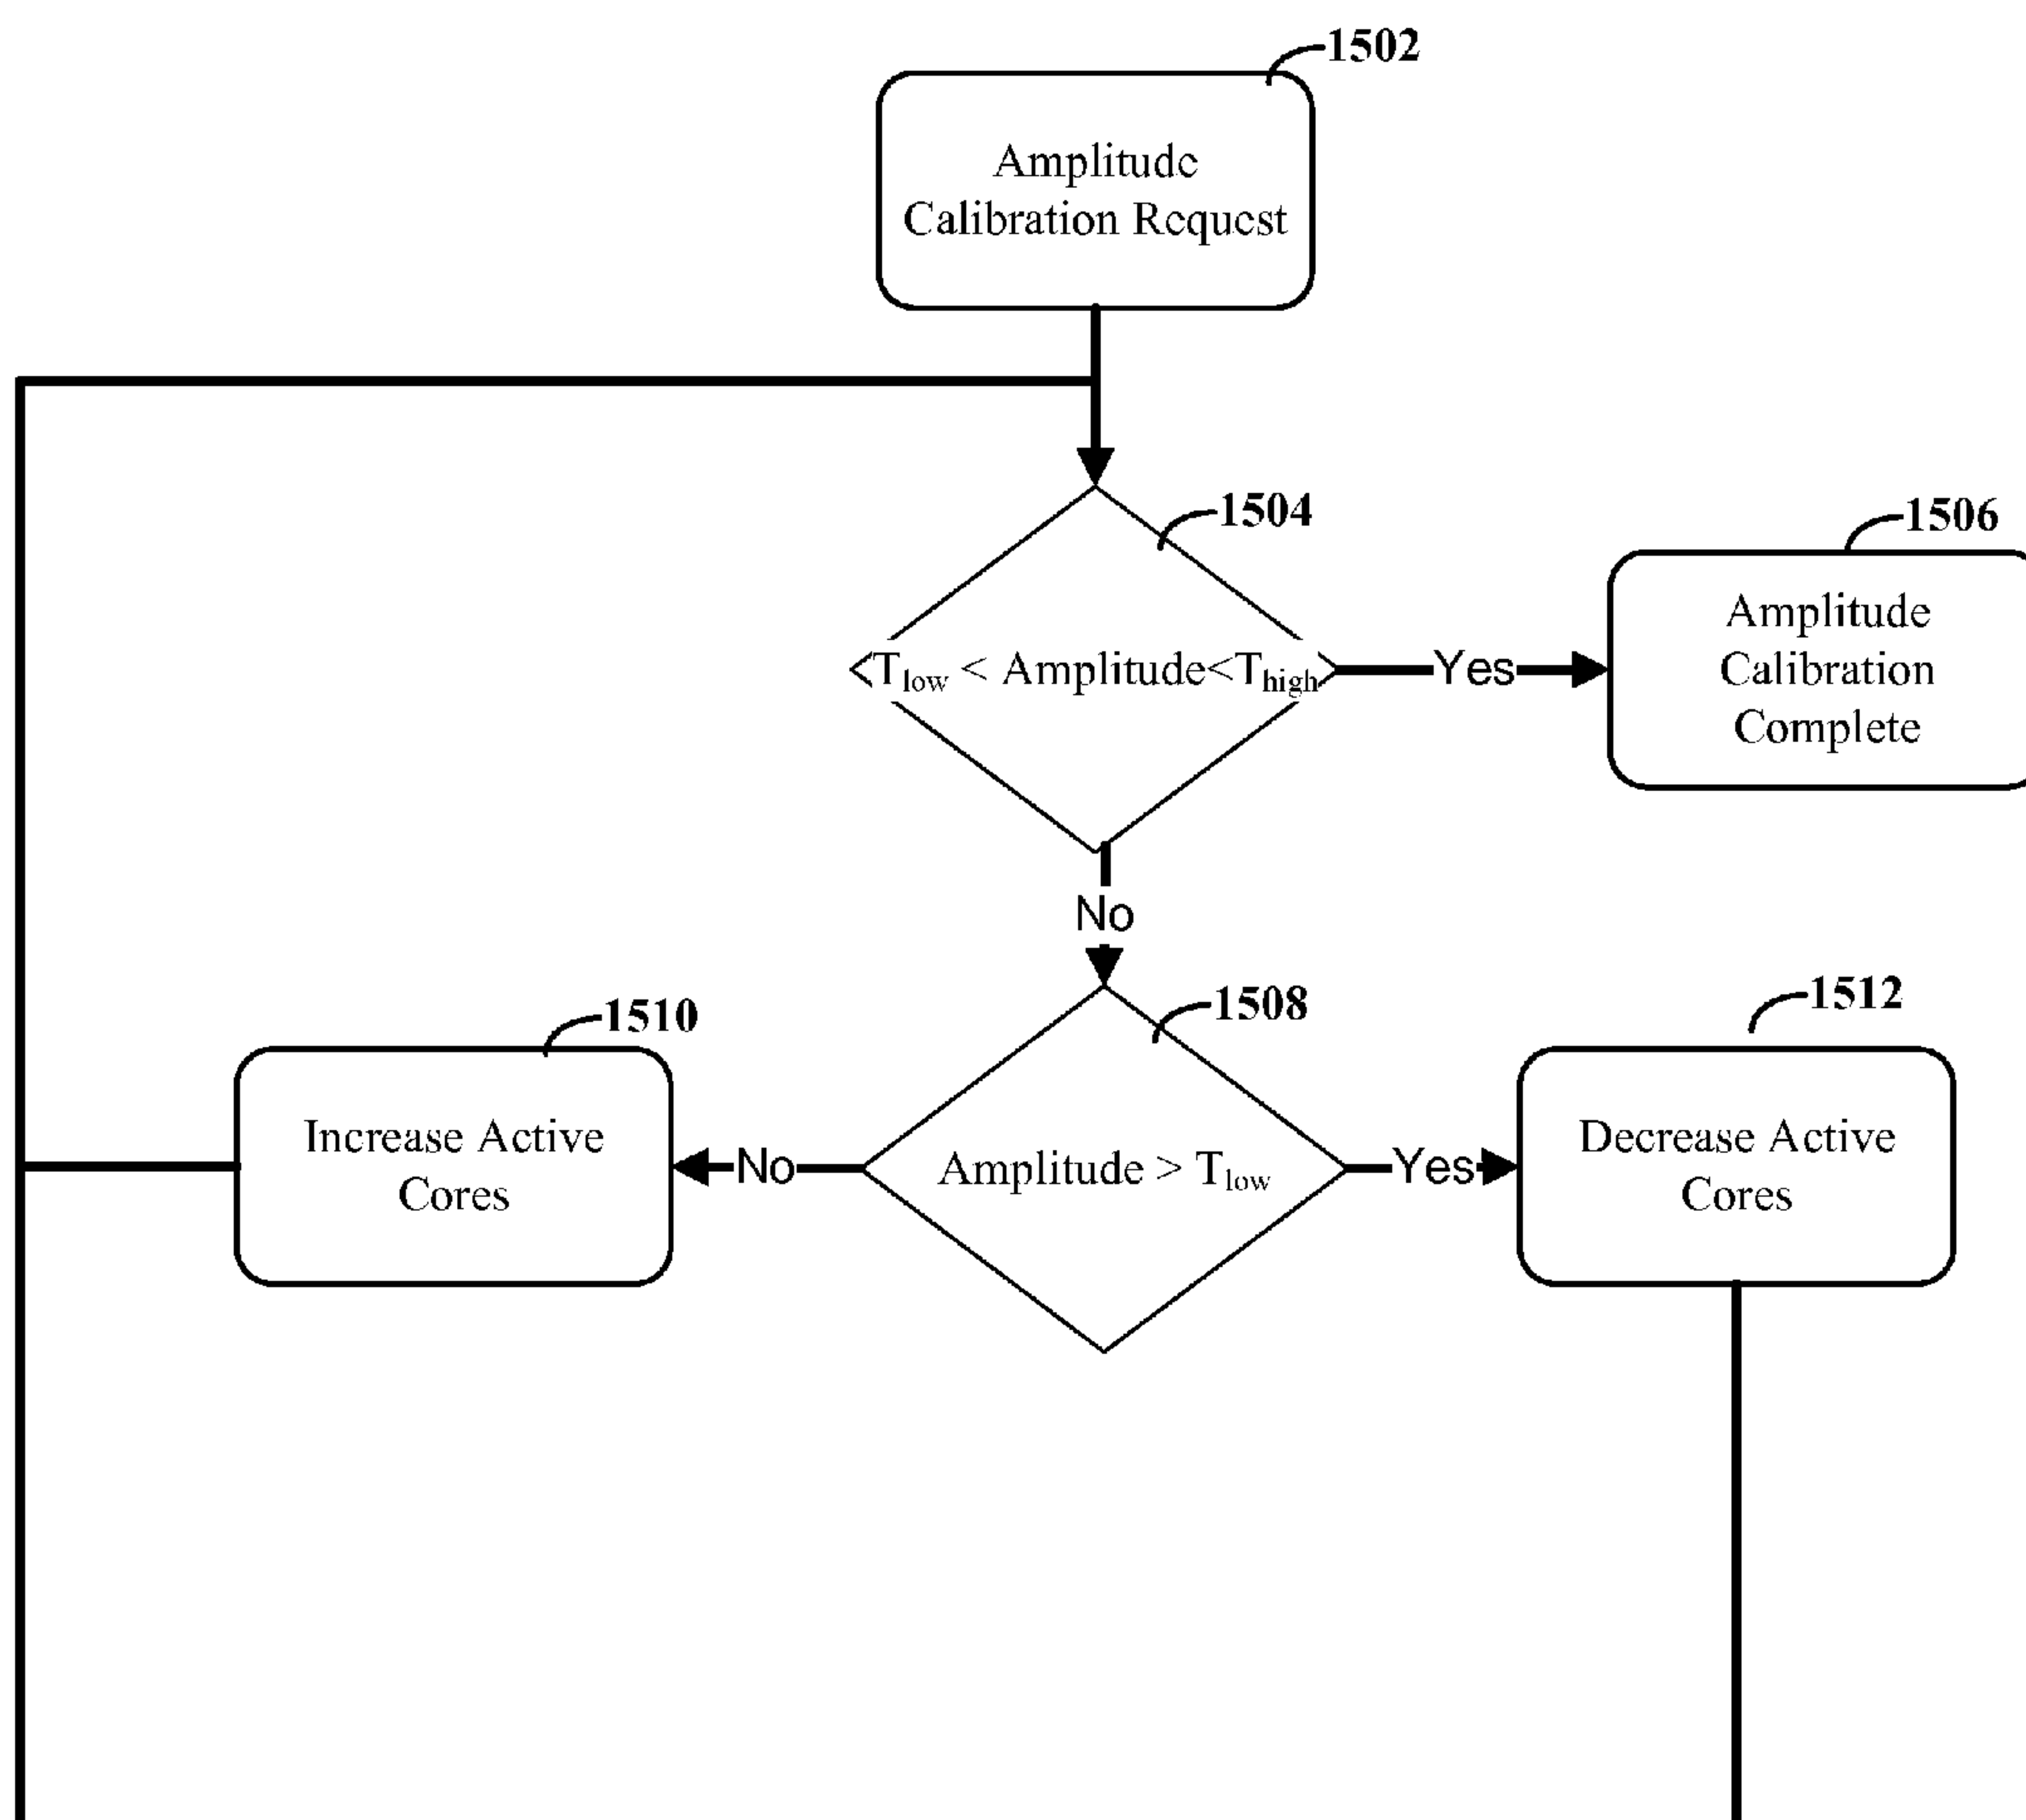 1502
Amplitude
Calibration Request
1504
T_low < Amplitude<T_high
Yes
1506
Amplitude
Calibration
Complete
No
1510
Increase Active
Cores
No
1508
Amplitude > T_low
Yes
1512
Decrease Active
Cores